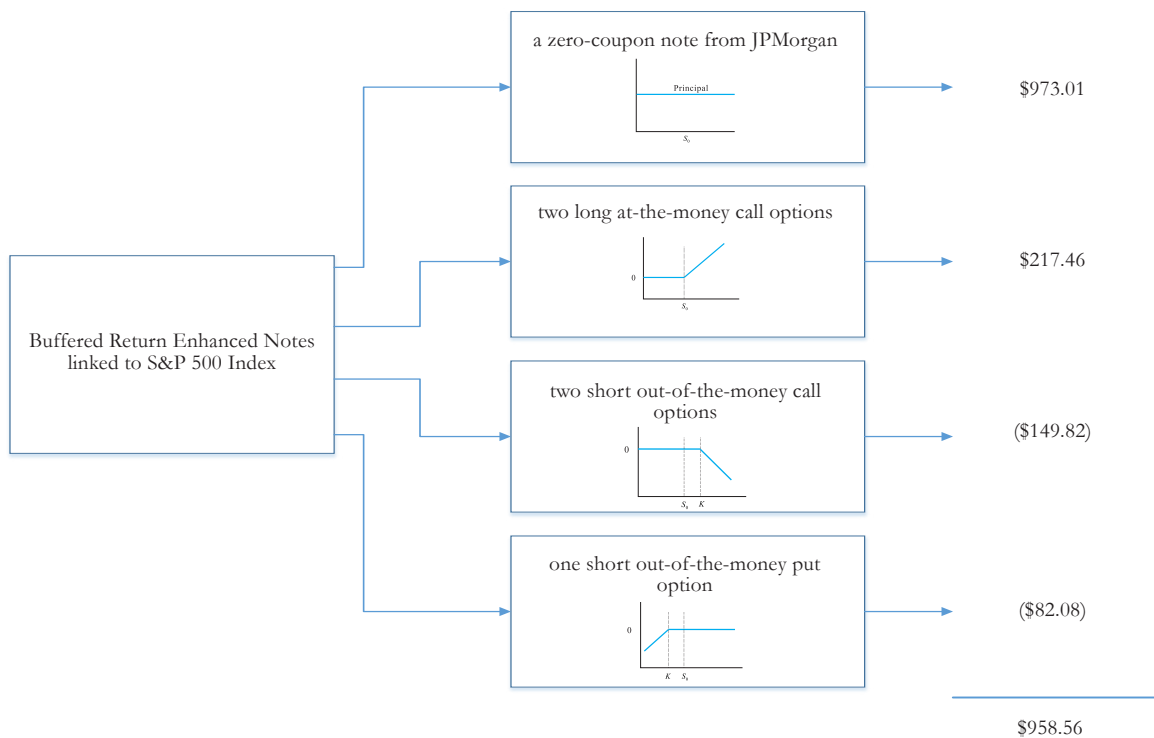 a zero-coupon note from JPMorgan
Principal
S0
$973.01
two long at-the-money call options
0
S0
$217.46
Buffered Return Enhanced Notes
linked to S&P 500 Index
two short out-of-the-money call
options
0
S0 K
($149.82)
one short out-of-the-money put
option
0
K S0
($82.08)
$958.56